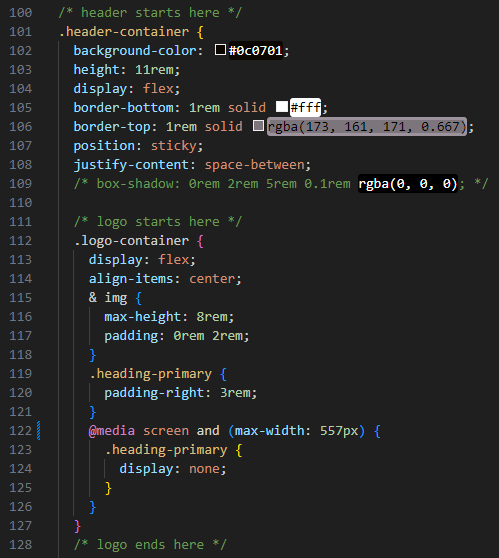 100 /* header starts here */
101 .header-container {
102 background-color: #0c0701;
103 height: 11rem;
104 display: flex;
105 border-bottom: 1rem solid #fff;
106 border-top: 1rem solid rgba(173, 161, 171, 0.667);
107 position: sticky;
108 justify-content: space-between;
109 /* box-shadow: 0rem 2rem 5rem 0.1rem rgba(0, 0, 0); */
110
111 /* logo starts here */
112 .logo-container {
113 display: flex;
114 align-items: center;
115 & img {
116 max-height: 8rem;
117 padding: 0rem 2rem;
118 }
119 .heading-primary {
120 padding-right: 3rem;
121 }
122 @media screen and (max-width: 557px) {
123 .heading-primary {
124 display: none;
125 }
126 }
127 }
128 /* logo ends here */